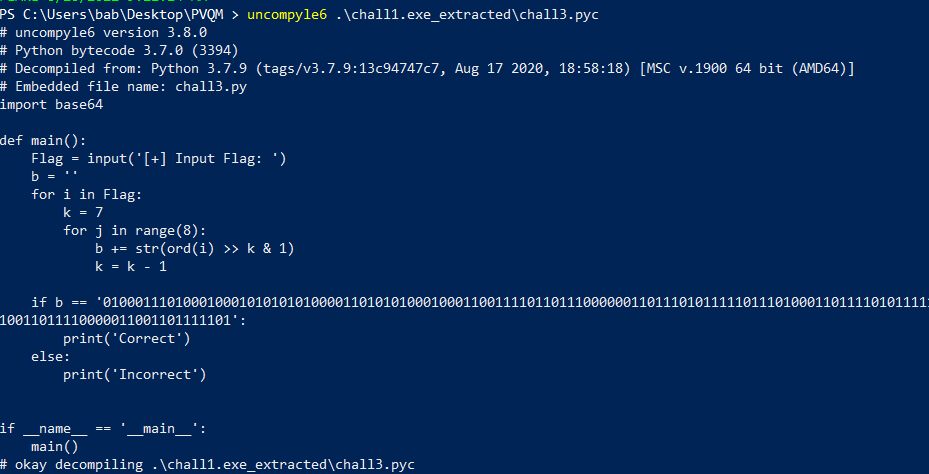 PS C:\Users\bab\Desktop\PVQM > uncompyle6 .\chall1.exe_extracted\chall3.pyc
# uncompyle6 version 3.8.0
# Python bytecode 3.7.0 (3394)
# Decompiled from: Python 3.7.9 (tags/v3.7.9:13c94747c7, Aug 17 2020, 18:58:18) [MSC v.1900 64 bit (AMD64)]
# Embedded file name: chall3.py
import base64
def main():
    Flag = input('[+] Input Flag: ')
    b = ''
    for i in Flag:
        k = 7
        for j in range(8):
            b += str(ord(i) >> k & 1)
            k = k - 1
    if b == '01000111010001000101010101000011010101000100011001111011011100000011011101011111011101000110111101011111
10011011110000011001101111101':
        print('Correct')
    else:
        print('Incorrect')
if __name__ == '__main__':
    main()
# okay decompiling .\chall1.exe_extracted\chall3.pyc